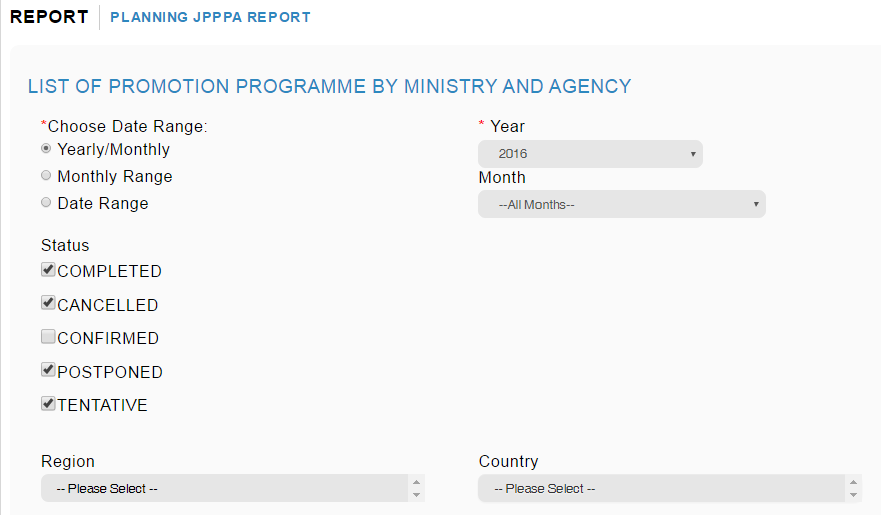 REPORT | PLANNING JPPPA REPORT
LIST OF PROMOTION PROGRAMME BY MINISTRY AND AGENCY
*Choose Date Range:
Yearly/Monthly
Monthly Range
Date Range
* Year
2016
Month
--All Months--
Status
COMPLETED
CANCELLED
CONFIRMED
POSTPONED
TENTATIVE
Region
-- Please Select --
Country
-- Please Select --